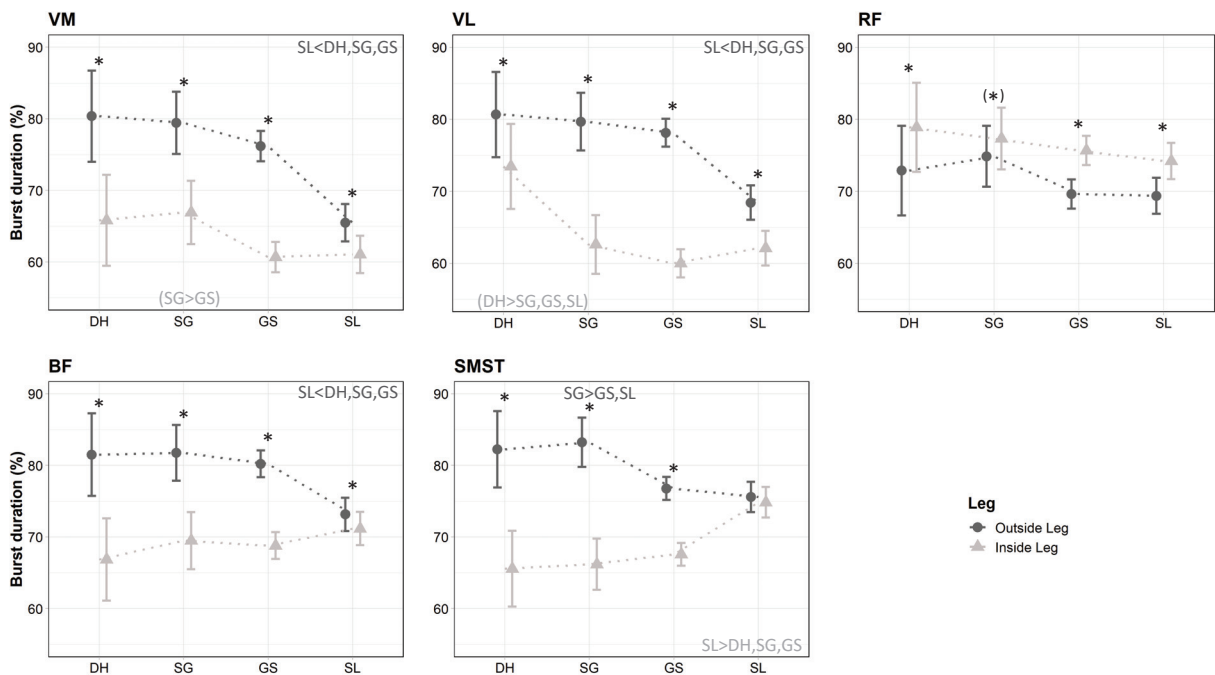 VM
SL<DH,SG,GS
Burst duration (%)
90
80
70
60
*
*
*
*
(SG>GS)
DH SG GS SL
VL
SL<DH,SG,GS
90
80
70
60
*
*
*
*
(DH>SG,GS,SL)
DH SG GS SL
RF
90
80
70
60
*
(*)
*
*
DH SG GS SL
BF
SL<DH,SG,GS
Burst duration (%)
90
80
70
60
*
*
*
*
DH SG GS SL
SMST
SG>GS,SL
90
80
70
60
*
*
*
SL>DH,SG,GS
DH SG GS SL
Leg
Outside Leg
Inside Leg